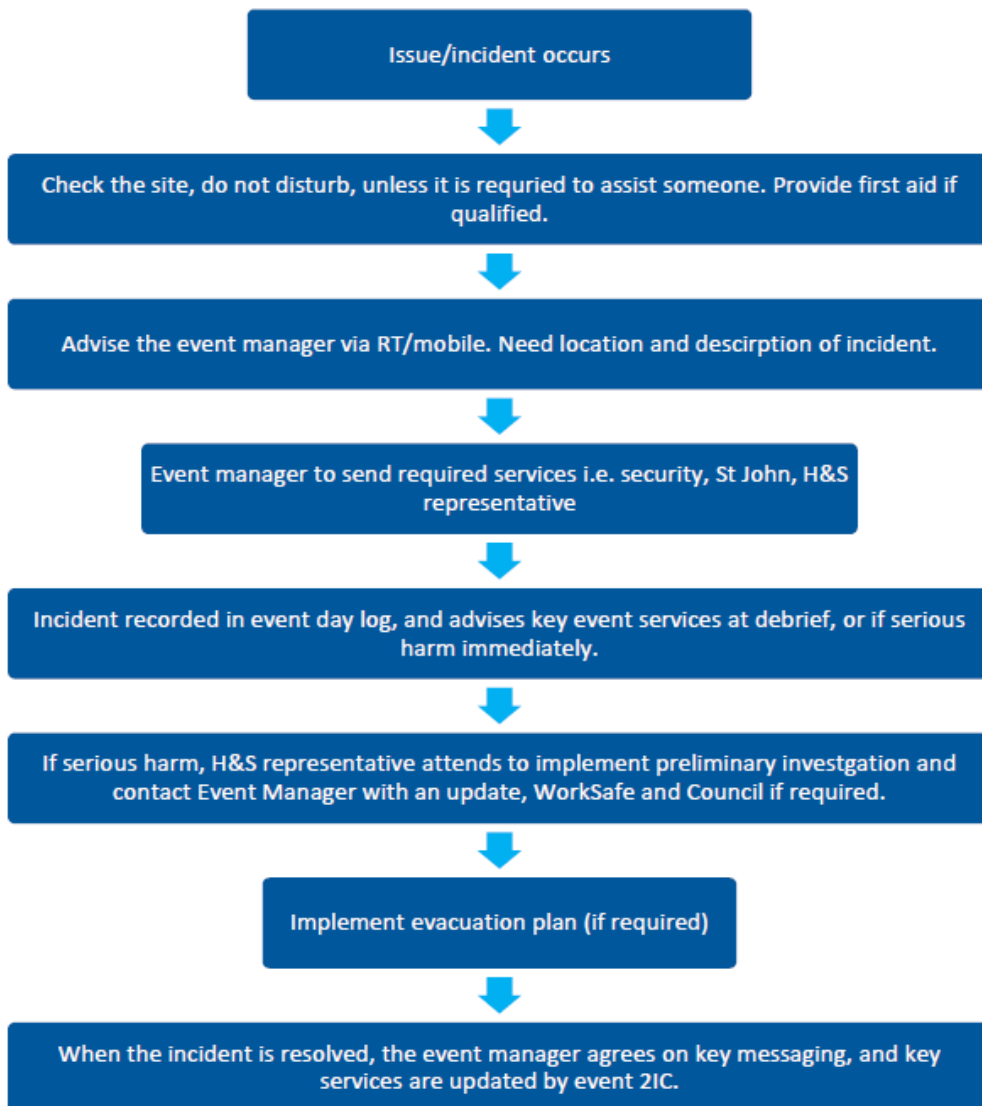 Issue/incident occurs
Check the site, do not disturb, unless it is requried to assist someone. Provide first aid if
qualified.
Advise the event manager via RT/mobile. Need location and descirption of incident.
Event manager to send required services i.e. security, St John, H&S
representative
Incident recorded in event day log, and advises key event services at debrief, or if serious
harm immediately.
If serious harm, H&S representative attends to implement preliminary investgation and
contact Event Manager with an update, WorkSafe and Council if required.
Implement evacuation plan (if required)
When the incident is resolved, the event manager agrees on key messaging, and key
services are updated by event 2IC.